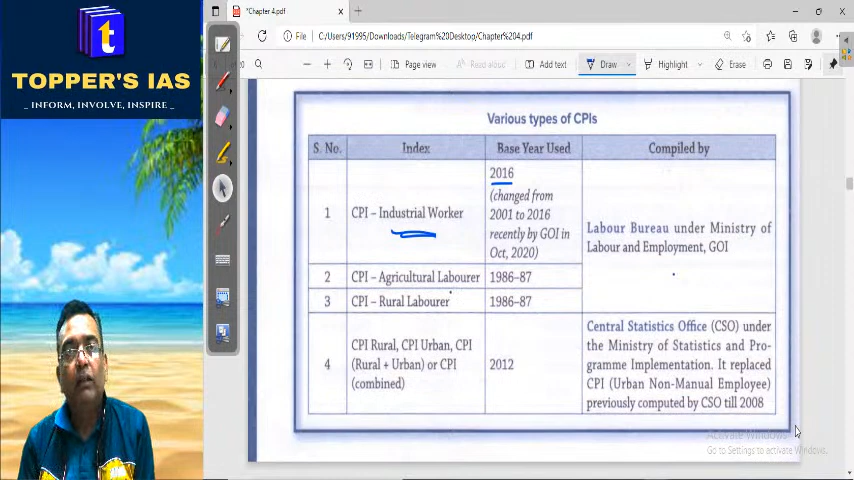 *Chapter 4.pdf
File
C:/Users/91995/Downloads/Telegram%20Desktop/Chapter%204.pdf
Page view
Read aloud
Add text
Draw
Highlight
Erase
t
TOPPER'S IAS
_ INFORM, INVOLVE, INSPIRE _
Various types of CPIs
S. No.
Index
Base Year Used
Compiled by
1
CPI – Industrial Worker
2016
(changed from
2001 to 2016
recently by GOI in
Oct, 2020)
Labour Bureau under Ministry of
Labour and Employment, GOI
2
CPI – Agricultural Labourer
1986–87
3
CPI – Rural Labourer
1986–87
4
CPI Rural, CPI Urban, CPI
(Rural + Urban) or CPI
(combined)
2012
Central Statistics Office (CSO) under
the Ministry of Statistics and Pro-
gramme Implementation. It replaced
CPI (Urban Non-Manual Employee)
previously computed by CSO till 2008
Activate Windows
Go to Settings to activate Windows.